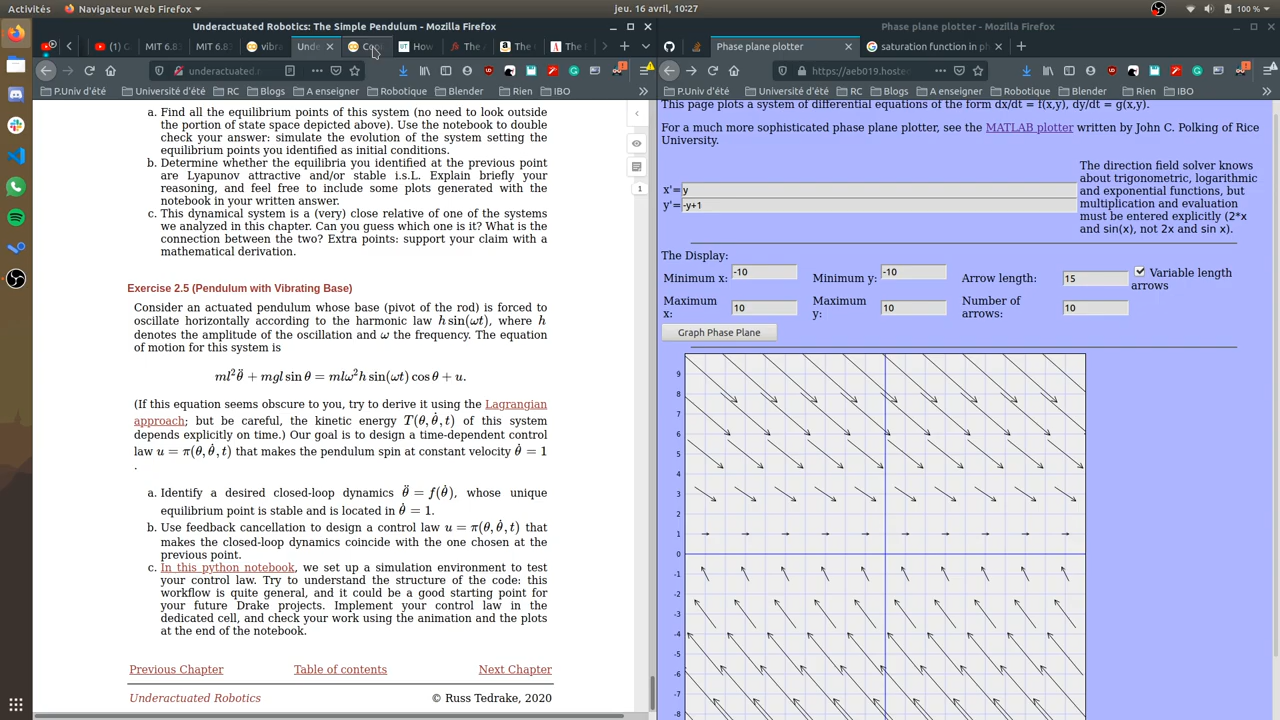 Activités
Navigateur Web Firefox
Jeu. 16 avril, 10:27
100 %
Underactuated Robotics: The Simple Pendulum - Mozilla Firefox
(1)
MIT 6.8
MIT 6.8
vibra
Unde
How
The
The
underactuated.
P.Univ d'été
Université d'été
RC
Blogs
A enseigner
Robotique
Blender
Rien
IBO
a. Find all the equilibrium points of this system (no need to look outside
the portion of state space depicted above). Use the notebook to double
check your answer: simulate the evolution of the system setting the
equilibrium points you identified as initial conditions.
b. Determine whether the equilibria you identified at the previous point
are Lyapunov attractive and/or stable i.s.L. Explain briefly your
reasoning, and feel free to include some plots generated with the
notebook in your written answer.
c. This dynamical system is a (very) close relative of one of the systems
we analyzed in this chapter. Can you guess which one is it? What is the
connection between the two? Extra points: support your claim with a
mathematical derivation.
Exercise 2.5 (Pendulum with Vibrating Base)
Consider an actuated pendulum whose base (pivot of the rod) is forced to
oscillate horizontally according to the harmonic law h sin(ωt), where h
denotes the amplitude of the oscillation and ω the frequency. The equation
of motion for this system is
ml²θ̈ + mgl sin θ = mlω²h sin(ωt) cos θ + u.
(If this equation seems obscure to you, try to derive it using the Lagrangian
approach; but be careful, the kinetic energy T(θ, θ̇, t) of this system
depends explicitly on time.) Our goal is to design a time-dependent control
law u = π(θ, θ̇, t) that makes the pendulum spin at constant velocity θ̇ = 1
.
a. Identify a desired closed-loop dynamics θ̈ = f(θ̇), whose unique
equilibrium point is stable and is located in θ̇ = 1.
b. Use feedback cancellation to design a control law u = π(θ, θ̇, t) that
makes the closed-loop dynamics coincide with the one chosen at the
previous point.
c. In this python notebook, we set up a simulation environment to test
your control law. Try to understand the structure of the code: this
workflow is quite general, and it could be a good starting point for
your future Drake projects. Implement your control law in the
dedicated cell, and check your work using the animation and the plots
at the end of the notebook.
Previous Chapter
Table of contents
Next Chapter
Underactuated Robotics
© Russ Tedrake, 2020
1
Phase plane plotter - Mozilla Firefox
Phase plane plotter
saturation function in ph
https://aeb019.hoste
P.Univ d'été
Université d'été
RC
Blogs
A enseigner
Robotique
Blender
Rien
IBO
This page plots a system of differential equations of the form dx/dt = f(x,y), dy/dt = g(x,y).
For a much more sophisticated phase plane plotter, see the MATLAB plotter written by John C. Polking of Rice
University.
x'= y
y'= -y+1
The direction field solver knows
about trigonometric, logarithmic
and exponential functions, but
multiplication and evaluation
must be entered explicitly (2*x
and sin(x), not 2x and sin x).
The Display:
Minimum x: -10
Minimum y: -10
Arrow length: 15
Variable length
arrows
Maximum
x: 10
Maximum
y: 10
Number of
arrows: 10
Graph Phase Plane
9
8
7
6
5
4
3
2
1
0
-1
-2
-3
-4
-5
-6
-7
-8